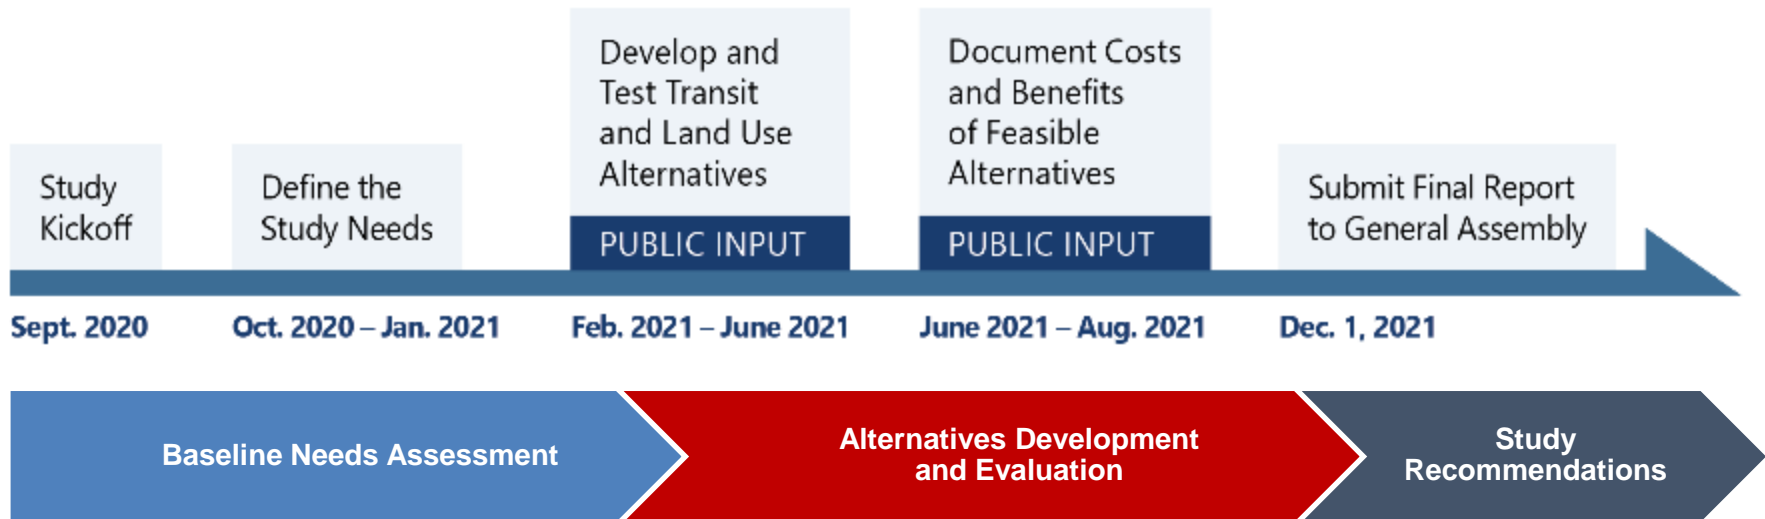 Study
Kickoff
Define the
Study Needs
Develop and
Test Transit
and Land Use
Alternatives
PUBLIC INPUT
Document Costs
and Benefits
of Feasible
Alternatives
PUBLIC INPUT
Submit Final Report
to General Assembly
Sept. 2020
Oct. 2020 – Jan. 2021
Feb. 2021 – June 2021
June 2021 – Aug. 2021
Dec. 1, 2021
Baseline Needs Assessment
Alternatives Development
and Evaluation
Study
Recommendations